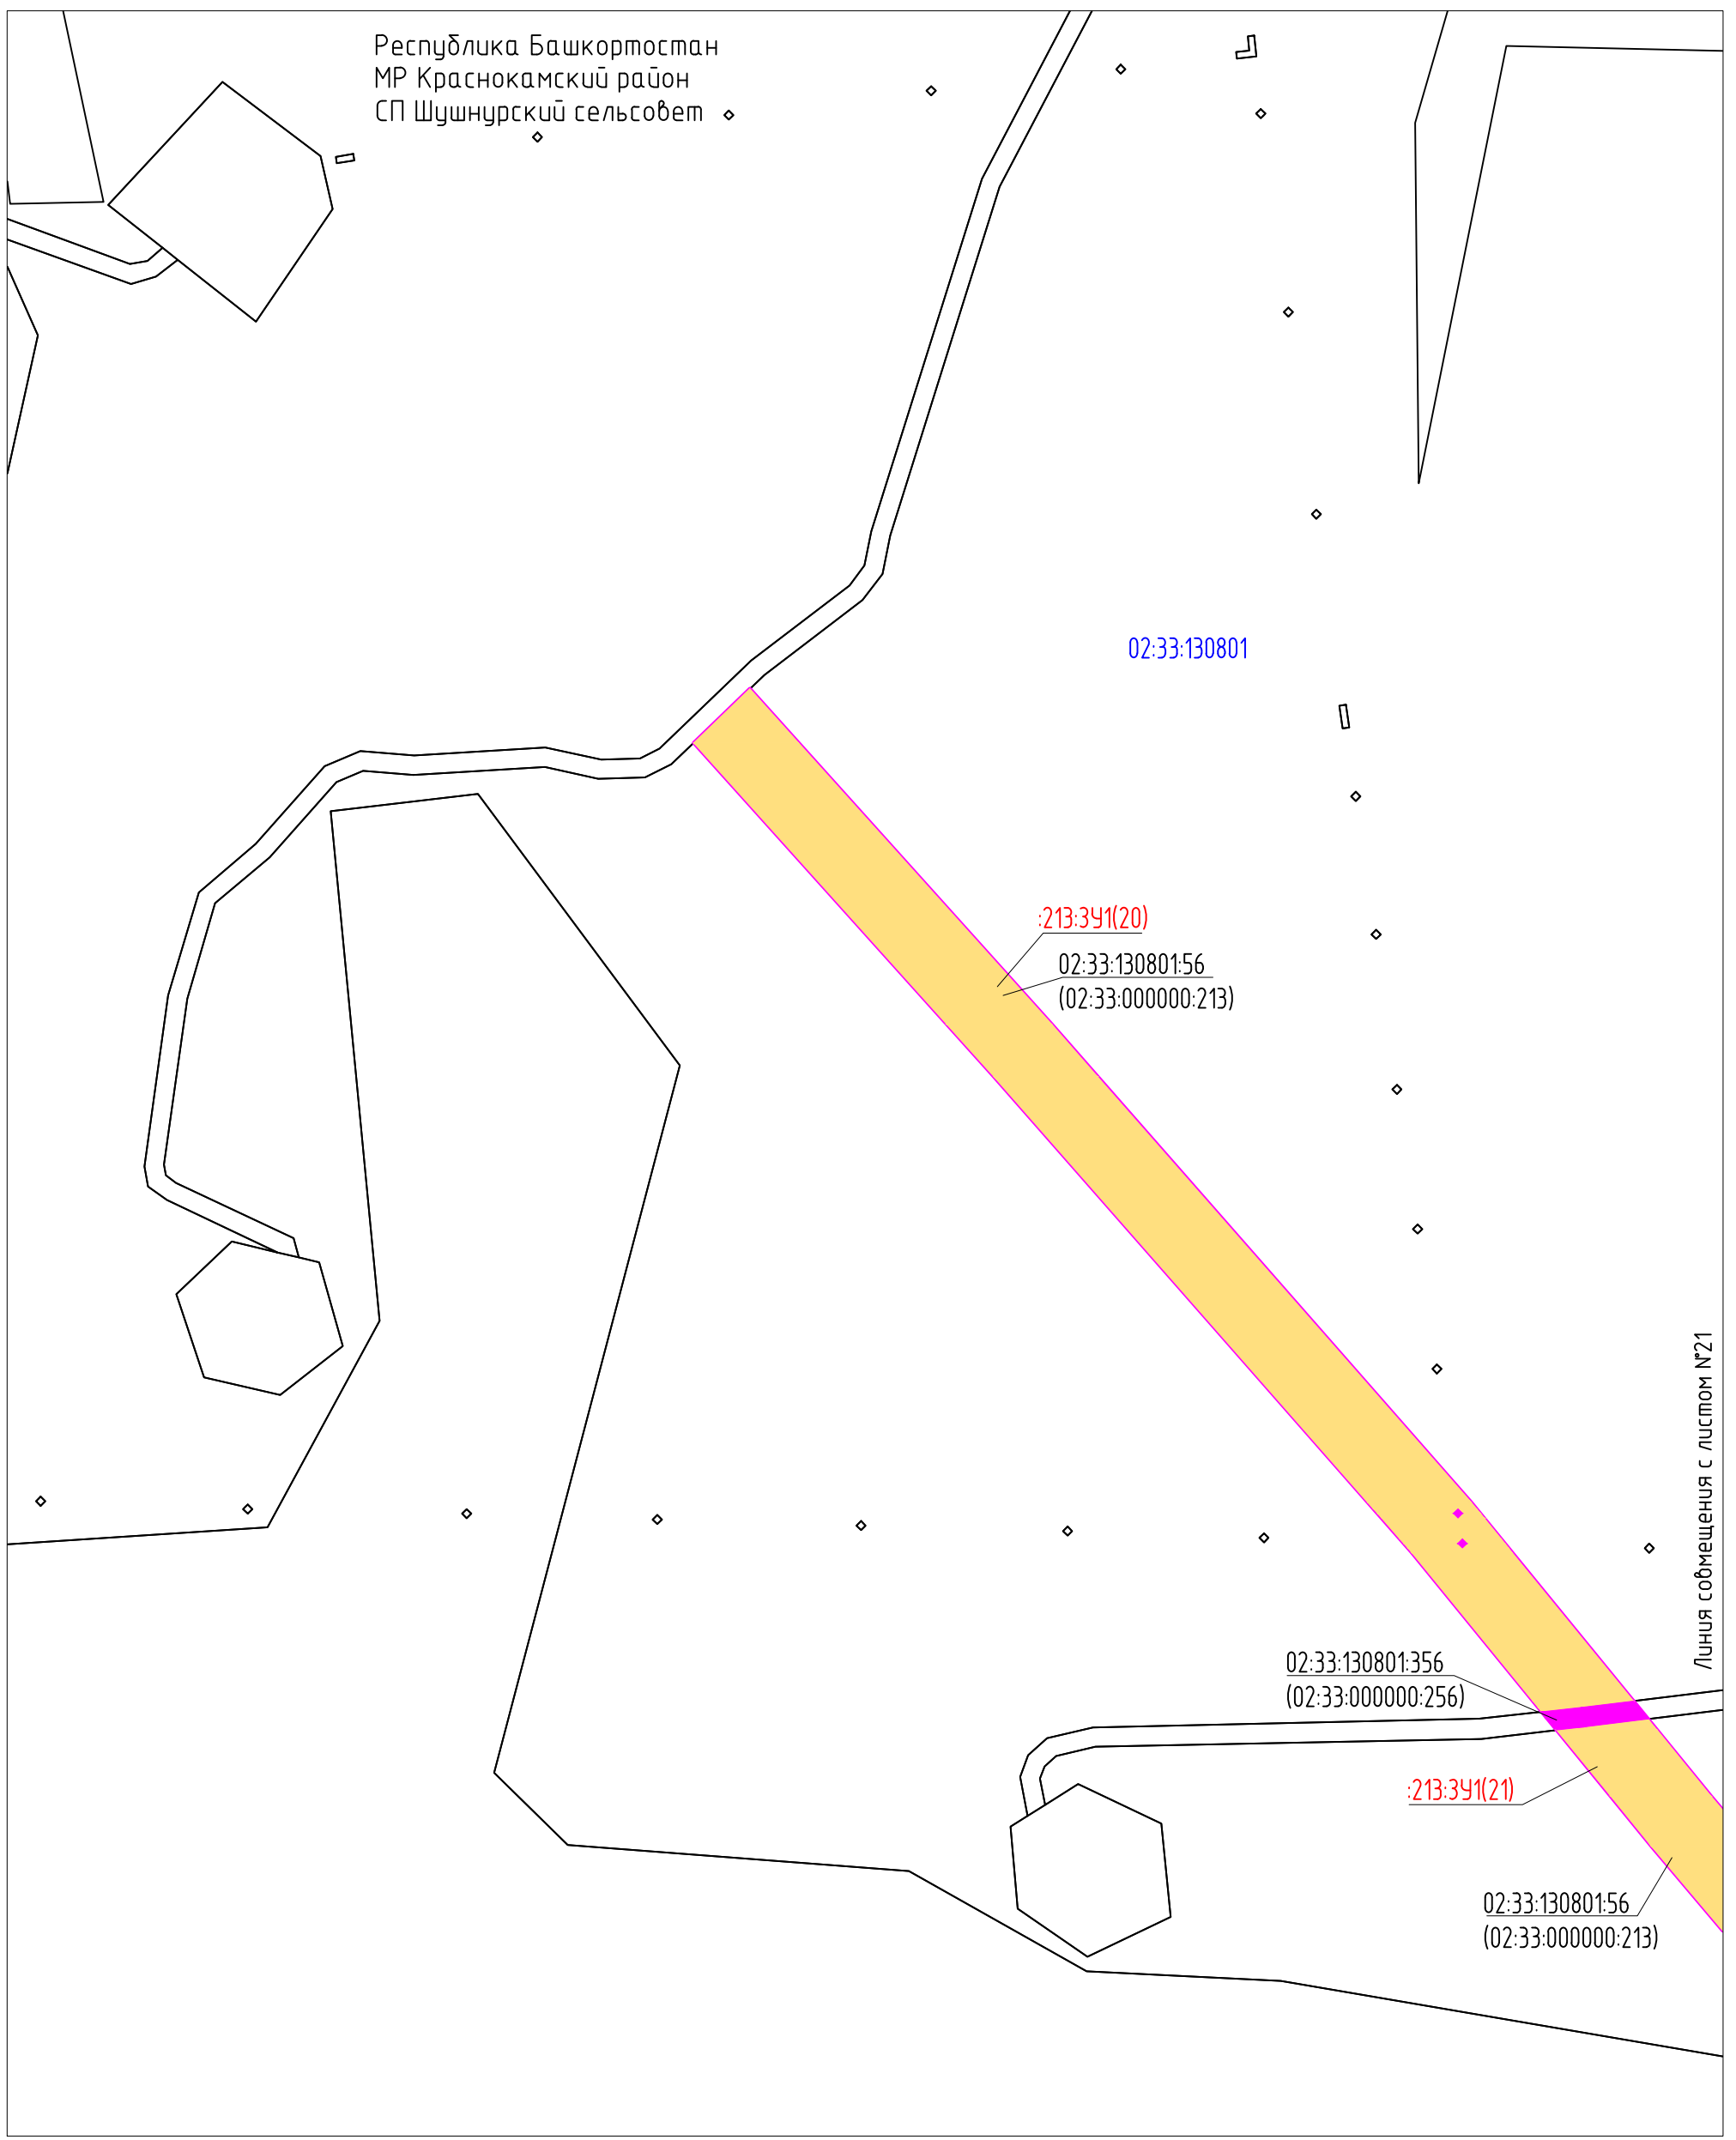 Республика Башкортостан
МР Краснокамский район
СП Шушнурский сельсовет
02:33:130801
:213:ЗУ1(20)
02:33:130801:56
(02:33:000000:213)
Линия совмещения с листом №21
02:33:130801:356
(02:33:000000:256)
:213:ЗУ1(21)
02:33:130801:56
(02:33:000000:213)